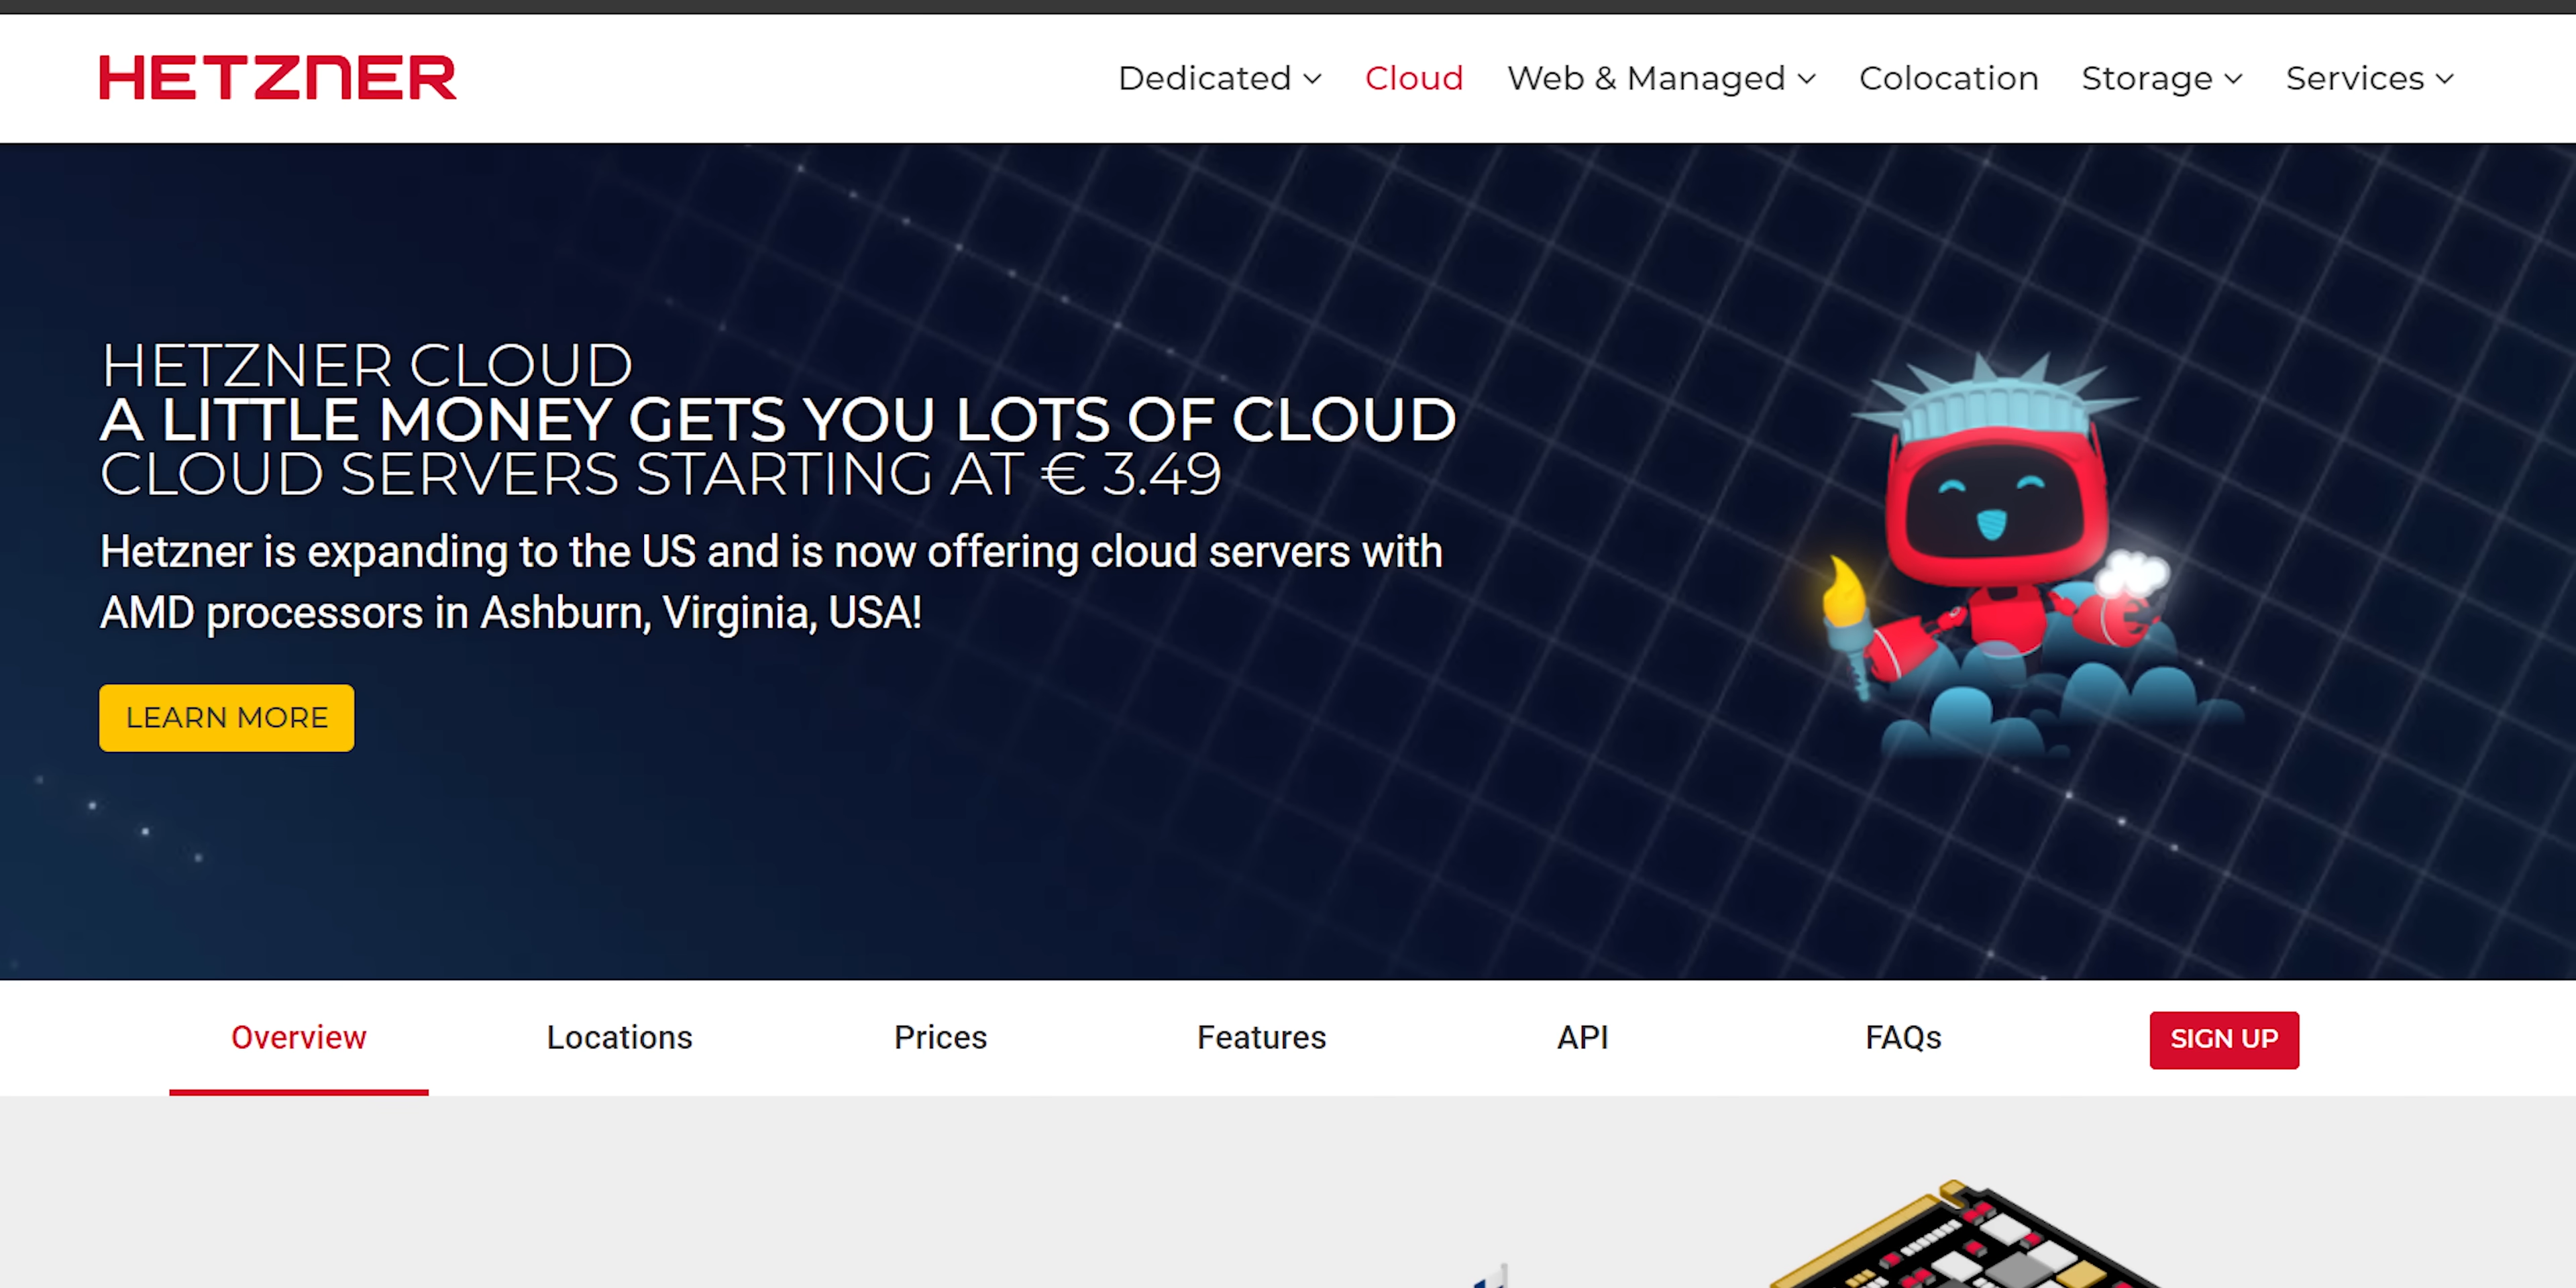 HETZNER
Dedicated
Cloud
Web & Managed
Colocation
Storage
Services
HETZNER CLOUD
A LITTLE MONEY GETS YOU LOTS OF CLOUD
CLOUD SERVERS STARTING AT € 3.49
Hetzner is expanding to the US and is now offering cloud servers with
AMD processors in Ashburn, Virginia, USA!
LEARN MORE
Overview
Locations
Prices
Features
API
FAQs
SIGN UP